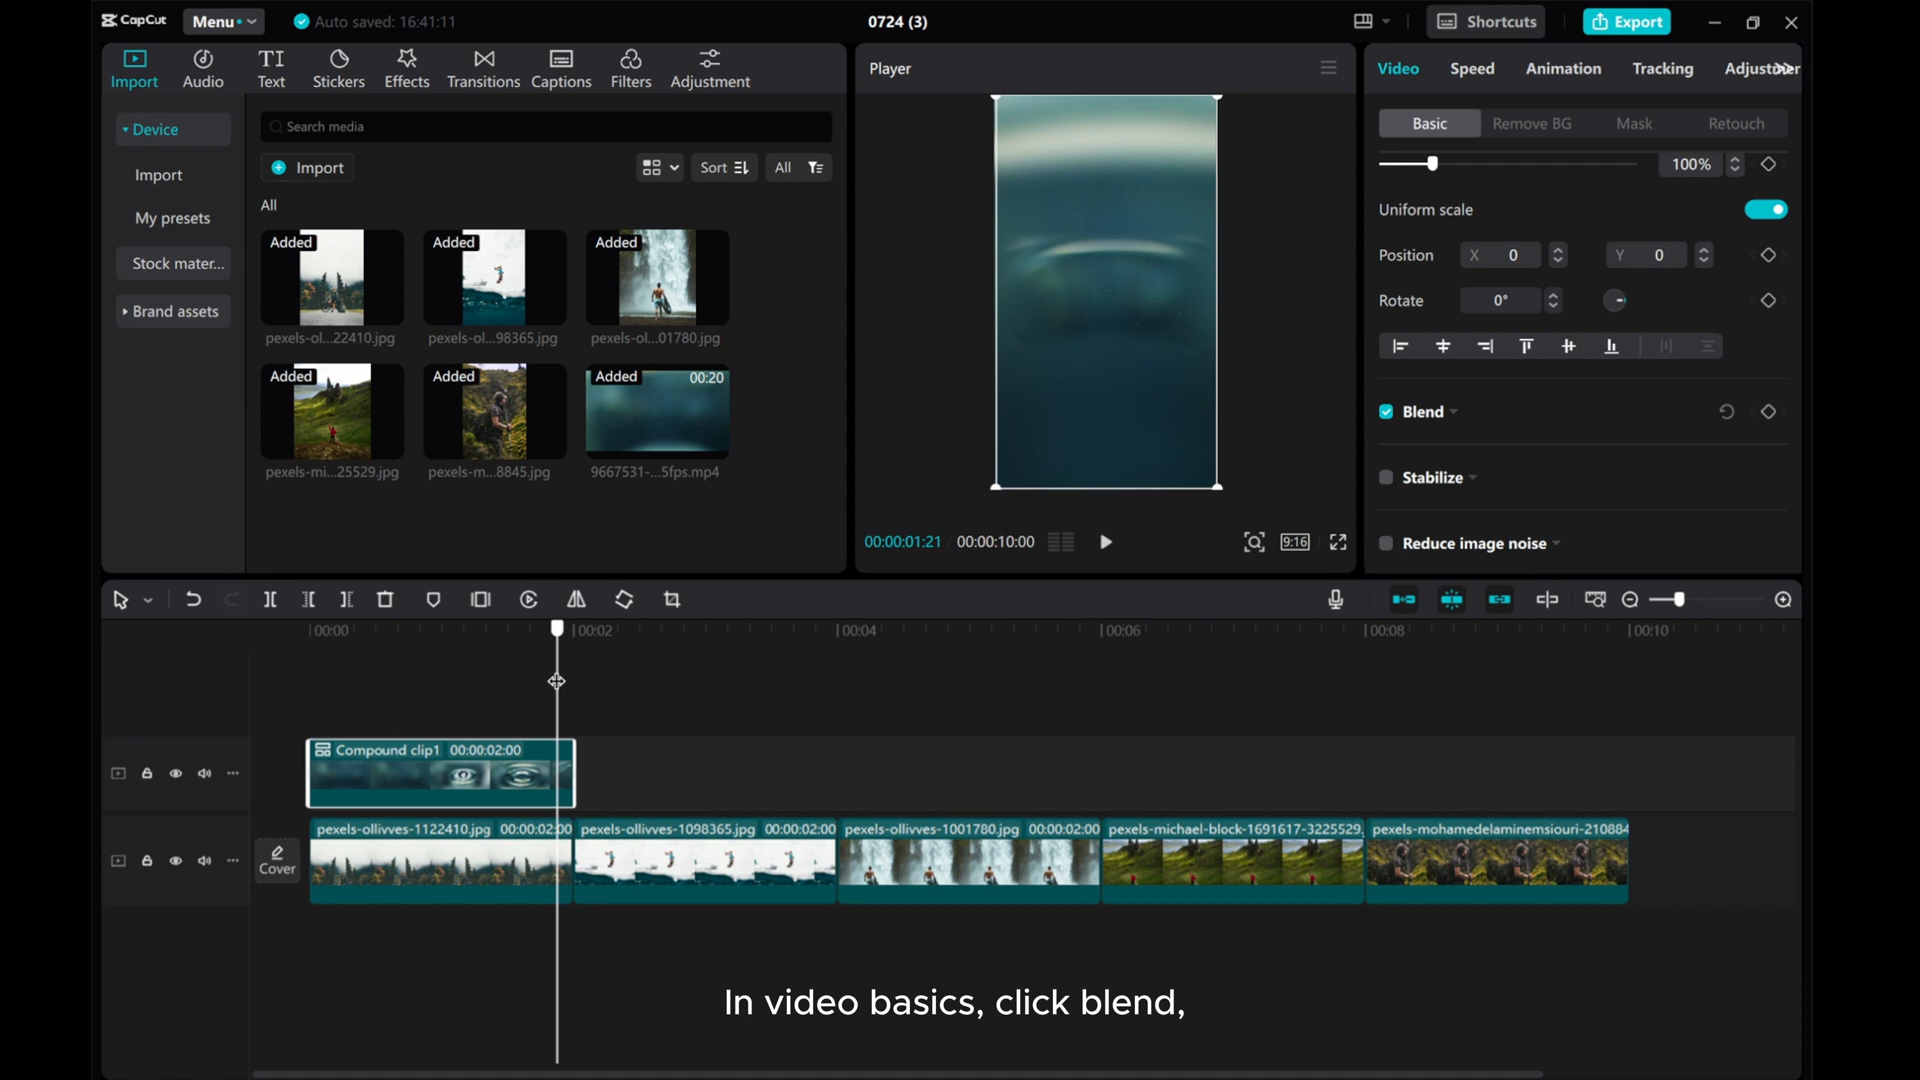 CapCut
Menu
Auto saved: 16:41:11
0724 (3)
Shortcuts
Export
Import
Audio
TI
Text
Stickers
Effects
Transitions
Captions
Filters
Adjustment
Device
Import
My presets
Stock mater...
Brand assets
Search media
Import
Sort
All
All
Added
Added
Added
pexels-ol...22410.jpg
pexels-ol...98365.jpg
pexels-ol...01780.jpg
Added
Added
Added
00:20
pexels-mi...25529.jpg
pexels-m...8845.jpg
9667531-...5fps.mp4
Player
00:00:01:21
00:00:10:00
9:16
Video
Speed
Animation
Tracking
Basic
Remove BG
Mask
Retouch
100%
Uniform scale
Position
X 0
Y 0
Rotate
0°
Blend
Stabilize
Reduce image noise
00:00
00:02
00:04
00:06
00:08
00:10
Compound clip1 00:00:02:00
Cover
pexels-ollivves-1122410.jpg 00:00:02:00
pexels-ollivves-1098365.jpg 00:00:02:00
pexels-ollivves-1001780.jpg 00:00:02:00
pexels-michael-block-1691617-3225529.
pexels-mohamedelaminemsiouri-210884
In video basics, click blend,